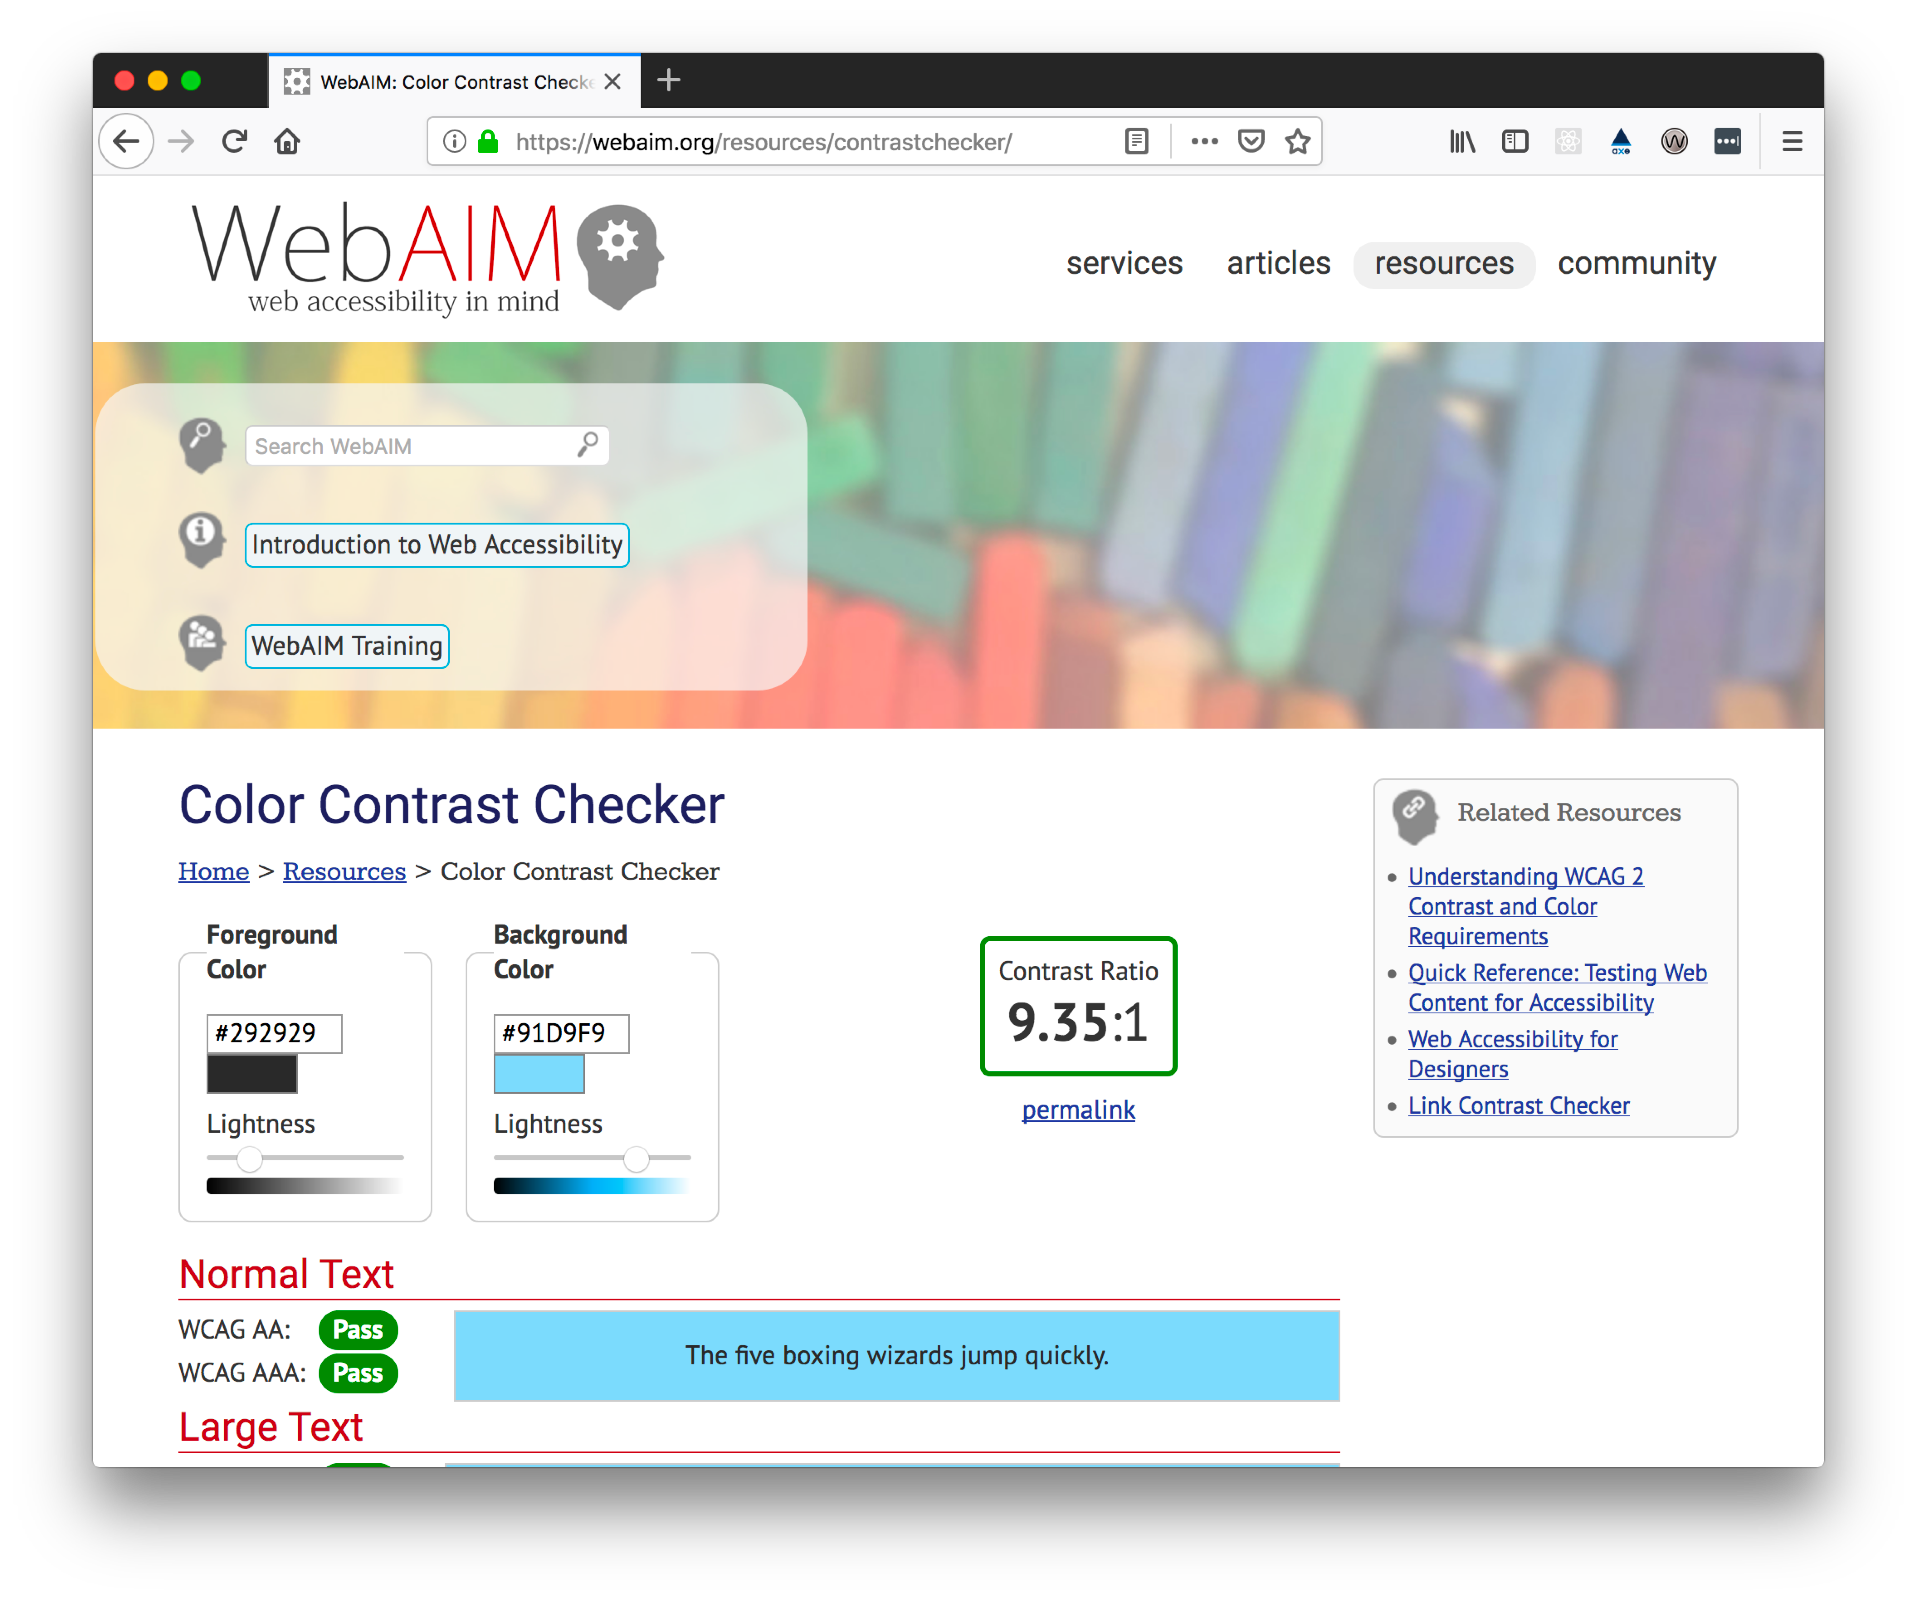 WebAIM: Color Contrast Checke
https://webaim.org/resources/contrastchecker/
axe
WebAIM
web accessibility in mind
services articles resources community
Search WebAIM
Introduction to Web Accessibility
WebAIM Training
Color Contrast Checker
Home > Resources > Color Contrast Checker
Foreground
Color
#292929
Lightness
Background
Color
#91D9F9
Lightness
Contrast Ratio
9.35:1
permalink
Related Resources
Understanding WCAG 2
Contrast and Color
Requirements
Quick Reference: Testing Web
Content for Accessibility
Web Accessibility for
Designers
Link Contrast Checker
Normal Text
WCAG AA: Pass
WCAG AAA: Pass
The five boxing wizards jump quickly.
Large Text